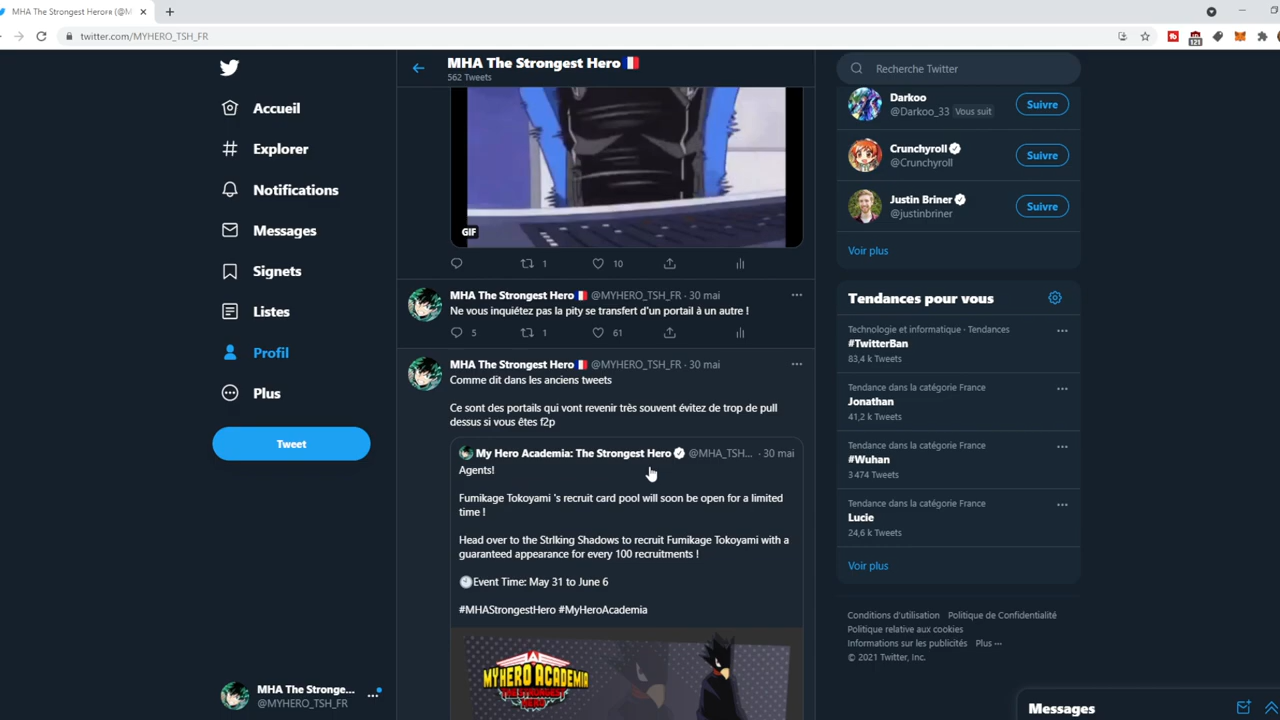 MHA The Strongest Hero🇫🇷 (@M
twitter.com/MYHERO_TSH_FR
121
Accueil
Explorer
Notifications
Messages
Signets
Listes
Profil
Plus
Tweet
MHA The Stronge...
@MYHERO_TSH_FR
MHA The Strongest Hero 🇫🇷
562 Tweets
GIF
1 10
MHA The Strongest Hero 🇫🇷 @MYHERO_TSH_FR · 30 mai
Ne vous inquiétez pas la pity se transfert d'un portail à un autre !
5 1 61
MHA The Strongest Hero 🇫🇷 @MYHERO_TSH_FR · 30 mai
Comme dit dans les anciens tweets
Ce sont des portails qui vont revenir très souvent évitez de trop de pull
dessus si vous êtes f2p
My Hero Academia: The Strongest Hero @MHA_TSH... · 30 mai
Agents!
Fumikage Tokoyami 's recruit card pool will soon be open for a limited
time !
Head over to the StrIking Shadows to recruit Fumikage Tokoyami with a
guaranteed appearance for every 100 recruitments !
🕙Event Time: May 31 to June 6
#MHAStrongestHero #MyHeroAcademia
MY HERO ACADEMIA
THE STRONGEST
HERO
Recherche Twitter
Darkoo
@Darkoo_33 Vous suit
Suivre
Crunchyroll
@Crunchyroll
Suivre
Justin Briner
@justinbriner
Suivre
Voir plus
Tendances pour vous
Technologie et informatique · Tendances
#TwitterBan
83,4 k Tweets
Tendance dans la catégorie France
Jonathan
41,2 k Tweets
Tendance dans la catégorie France
#Wuhan
3 474 Tweets
Tendance dans la catégorie France
Lucie
24,6 k Tweets
Voir plus
Conditions d'utilisation Politique de Confidentialité
Politique relative aux cookies
Informations sur les publicités Plus ···
© 2021 Twitter, Inc.
Messages